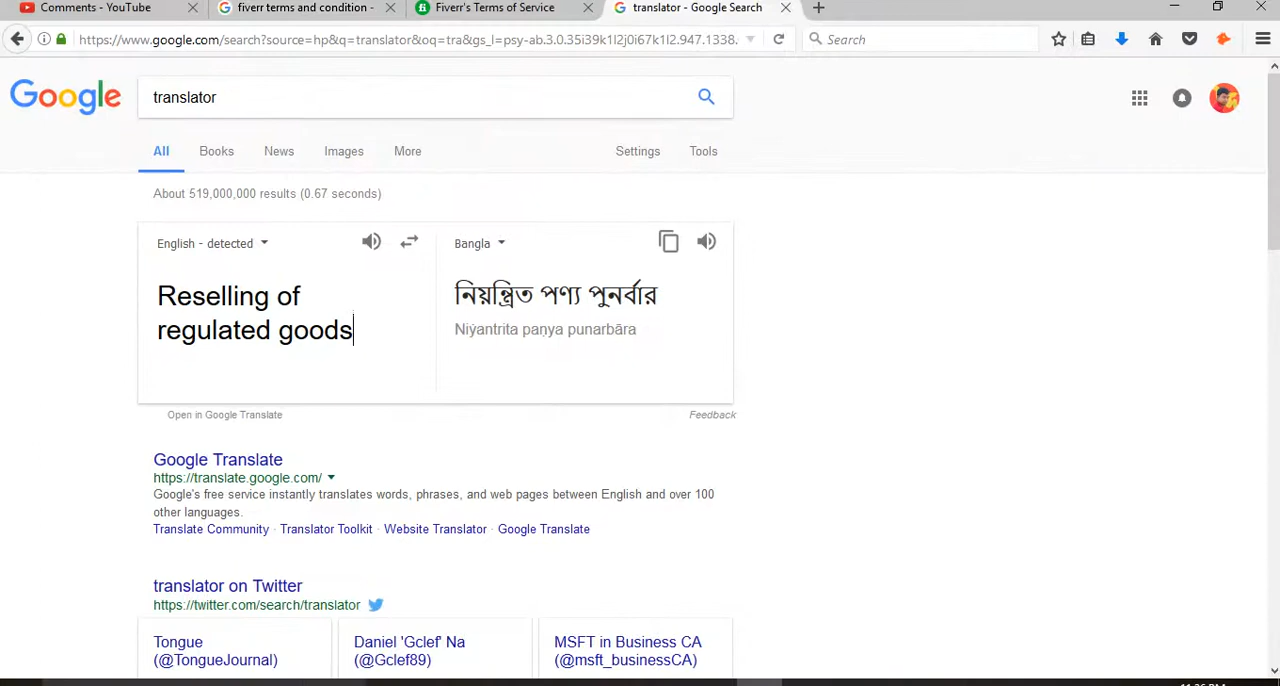 Comments - YouTube
fiverr terms and condition -
Fiverr's Terms of Service
translator - Google Search
https://www.google.com/search?source=hp&q=translator&oq=tra&gs_l=psy-ab.3.0.35i39k1l2j0i67k1l2.947.1338.
Search
Google
translator
All
Books
News
Images
More
Settings
Tools
About 519,000,000 results (0.67 seconds)
English - detected
Bangla
Reselling of
regulated goods
নিয়ন্ত্রিত পণ্য পুনর্বার
Niẏantrita paṇya punarbāra
Open in Google Translate
Feedback
Google Translate
https://translate.google.com/
Google's free service instantly translates words, phrases, and web pages between English and over 100
other languages.
Translate Community · Translator Toolkit · Website Translator · Google Translate
translator on Twitter
https://twitter.com/search/translator
Tongue
(@TongueJournal)
Daniel 'Gclef' Na
(@Gclef89)
MSFT in Business CA
(@msft_businessCA)